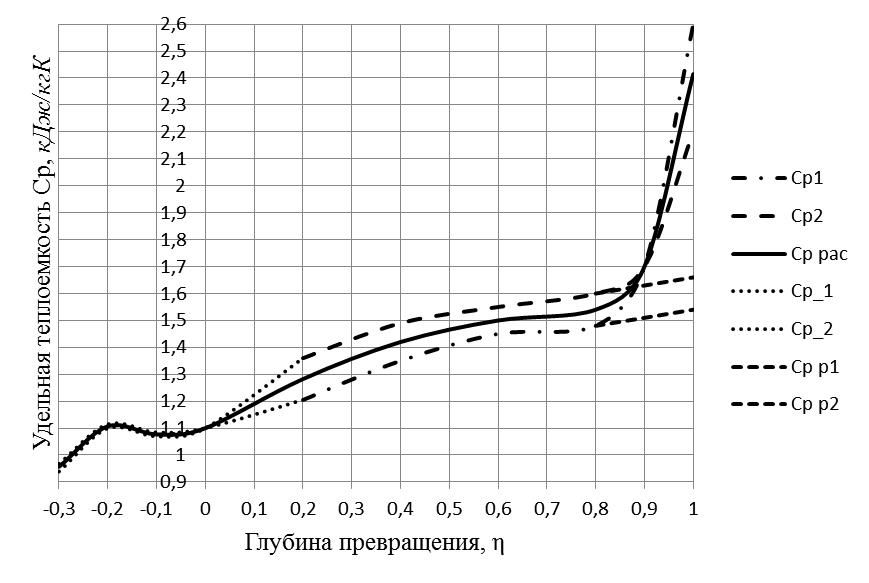 Удельная теплоемкость Ср, кДж/кгК
2,6
2,5
2,4
2,3
2,2
2,1
2
1,9
1,8
1,7
1,6
1,5
1,4
1,3
1,2
1,1
1
0,9
-0,3 -0,2 -0,1 0 0,1 0,2 0,3 0,4 0,5 0,6 0,7 0,8 0,9 1
Глубина превращения, η
Ср1
Ср2
Ср рас
Ср_1
Ср_2
Ср р1
Ср р2